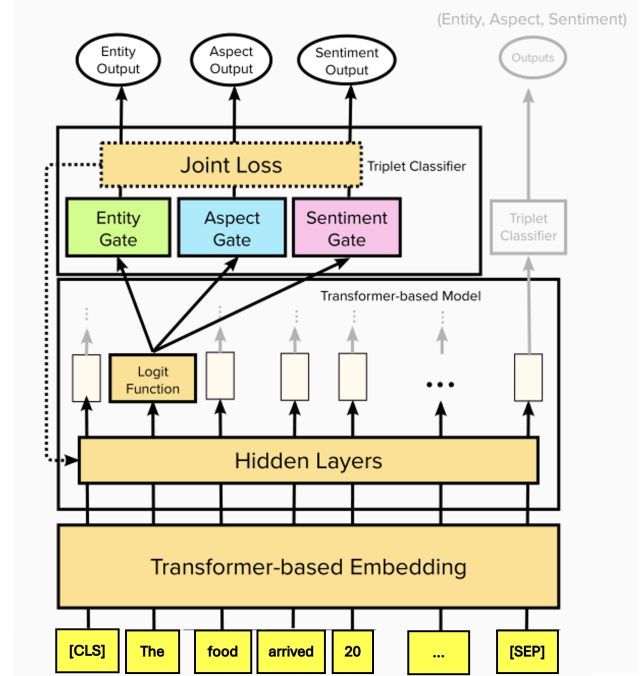 (Entity, Aspect, Sentiment)
Entity
Output
Aspect
Output
Sentiment
Output
Outputs
Joint Loss
Triplet Classifier
Entity
Gate
Aspect
Gate
Sentiment
Gate
Triplet
Classifier
Transformer-based Model
Logit
Function
...
Hidden Layers
Transformer-based Embedding
[CLS]
The
food
arrived
20
...
[SEP]